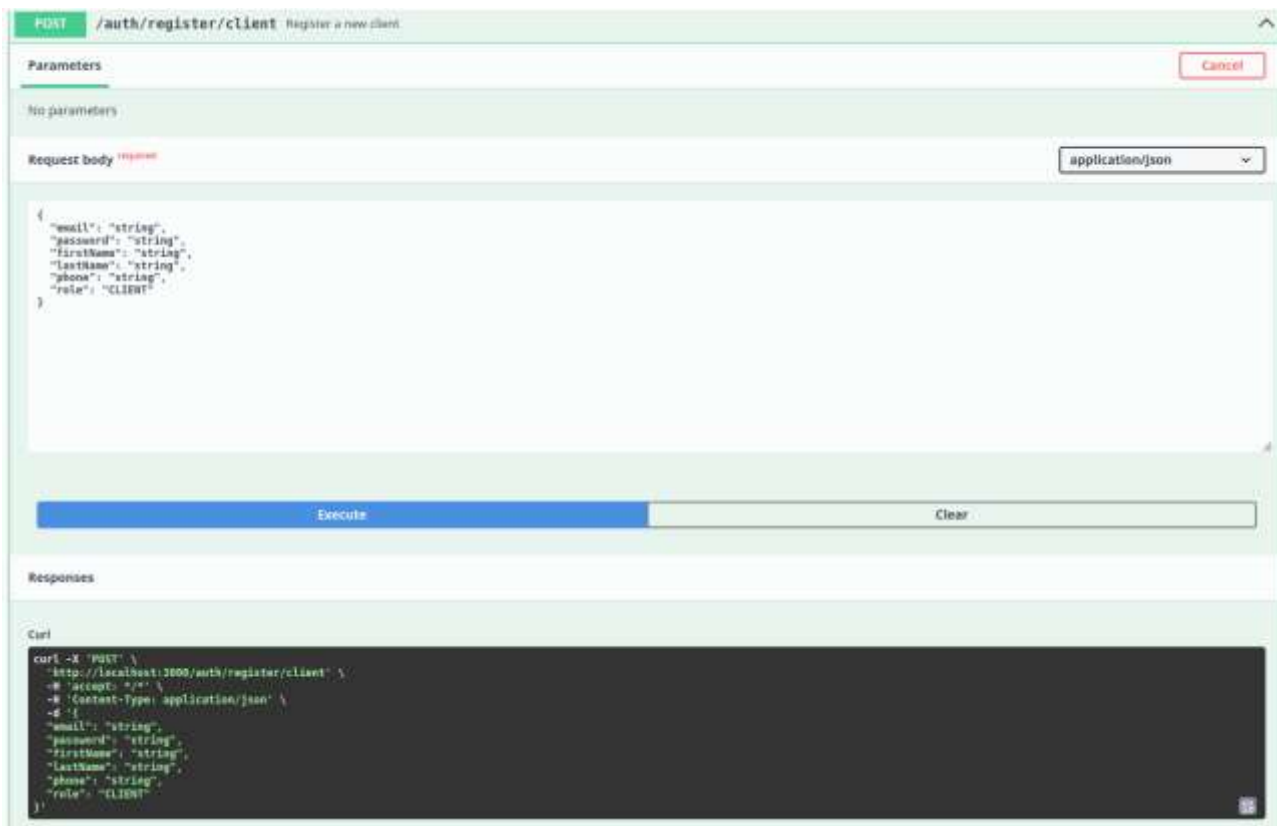 POST /auth/register/client Register a new client
Parameters
Cancel
No parameters
Request body required
application/json
{
"email": "string",
"password": "string",
"firstName": "string",
"lastName": "string",
"phone": "string",
"role": "CLIENT"
}
Execute
Clear
Responses
Curl
curl -X 'POST' \
'http://localhost:3000/auth/register/client' \
-H 'accept: */*' \
-H 'Content-Type: application/json' \
-d '{
"email": "string",
"password": "string",
"firstName": "string",
"lastName": "string",
"phone": "string",
"role": "CLIENT"
}'